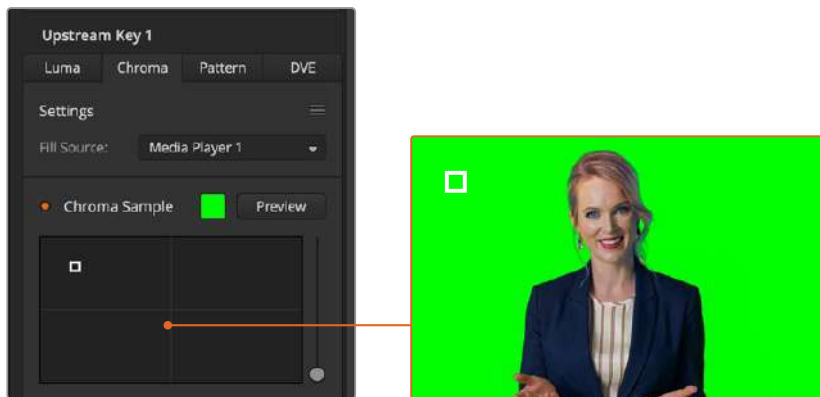 Upstream Key 1
Luma Chroma Pattern DVE
Settings
Fill Source: Media Player 1
Chroma Sample Preview